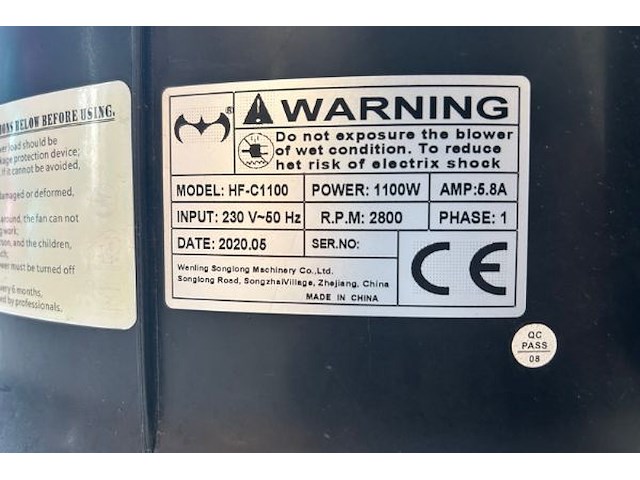 ONS BELOW BEFORE USING.
load should be
protection device;
if it cannot be avoided,
damaged or deformed.
around, the fan can not
work;
and the children,
must be turned off
6 months,
by professionals.
®
WARNING
Do not exposure the blower
of wet condition. To reduce
het risk of electrix shock
MODEL: HF-C1100 POWER: 1100W AMP:5.8A
INPUT: 230 V~50 Hz R.P.M: 2800 PHASE: 1
DATE: 2020.05 SER.NO:
CE
Wenling Songlong Machinery Co.,Ltd.
Songlong Road, SongzhaiVillage, Zhejiang, China
MADE IN CHINA
QC
PASS
08